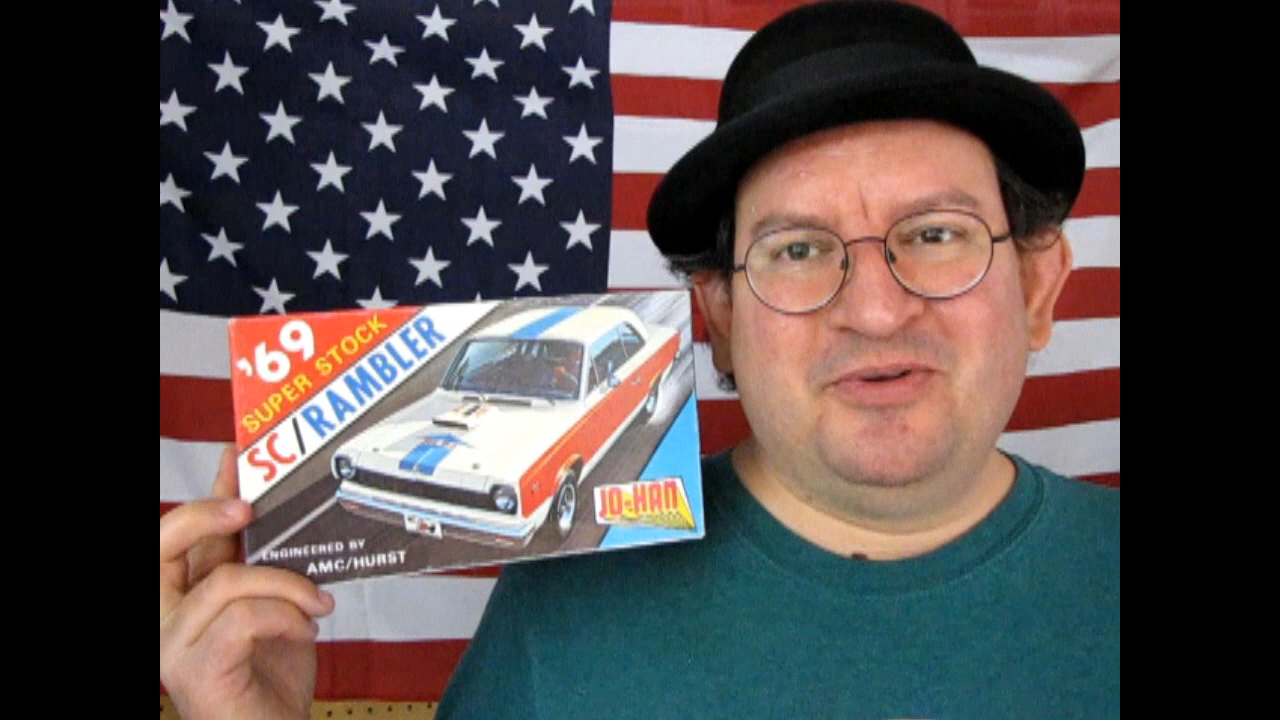 '69
SUPER STOCK
SC/RAMBLER
JO-HAN
ENGINEERED BY
AMC/HURST